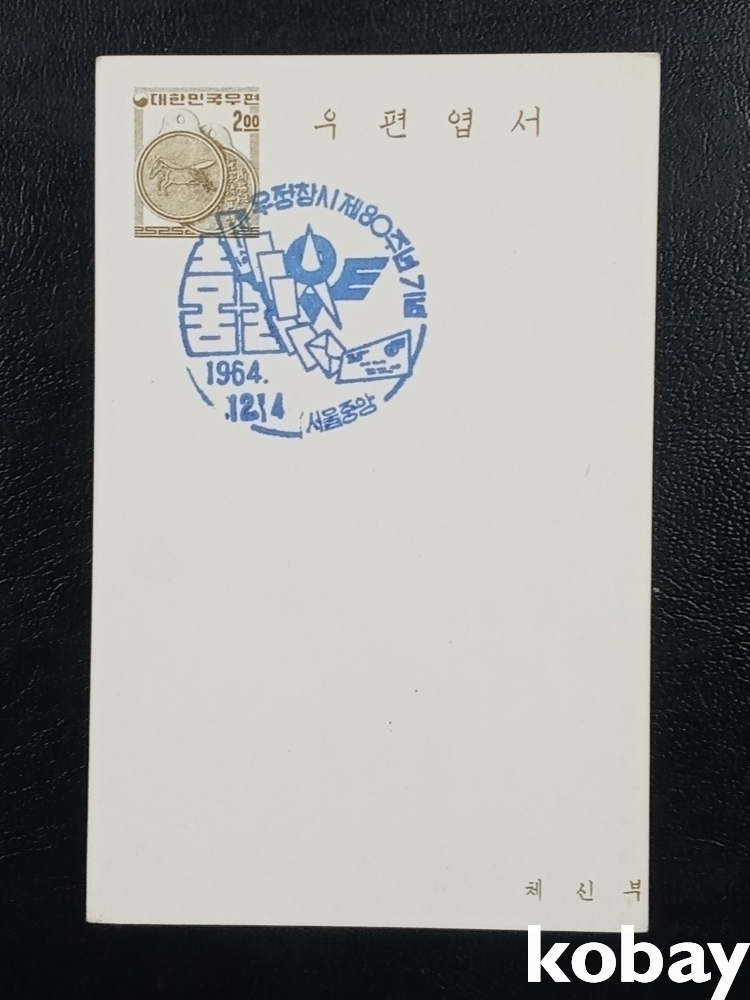 대한민국우편
2.00
우편엽서
우정창시제80주년기념
1964.
12.4
서울중앙
체신부
kobay